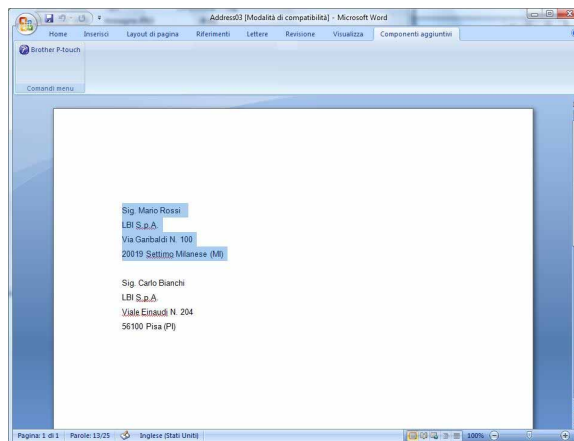 Address03 [Modalità di compatibilità] - Microsoft Word
Home Inserisci Layout di pagina Riferimenti Lettere Revisione Visualizza Componenti aggiuntivi
Brother P-touch
Comandi menu
Sig. Mario Rossi
LBI S.p.A.
Via Garibaldi N. 100
20019 Settimo Milanese (MI)
Sig. Carlo Bianchi
LBI S.p.A.
Viale Einaudi N. 204
56100 Pisa (PI)
Pagina: 1 di 1 Parole: 13/25 Inglese (Stati Uniti) 100%